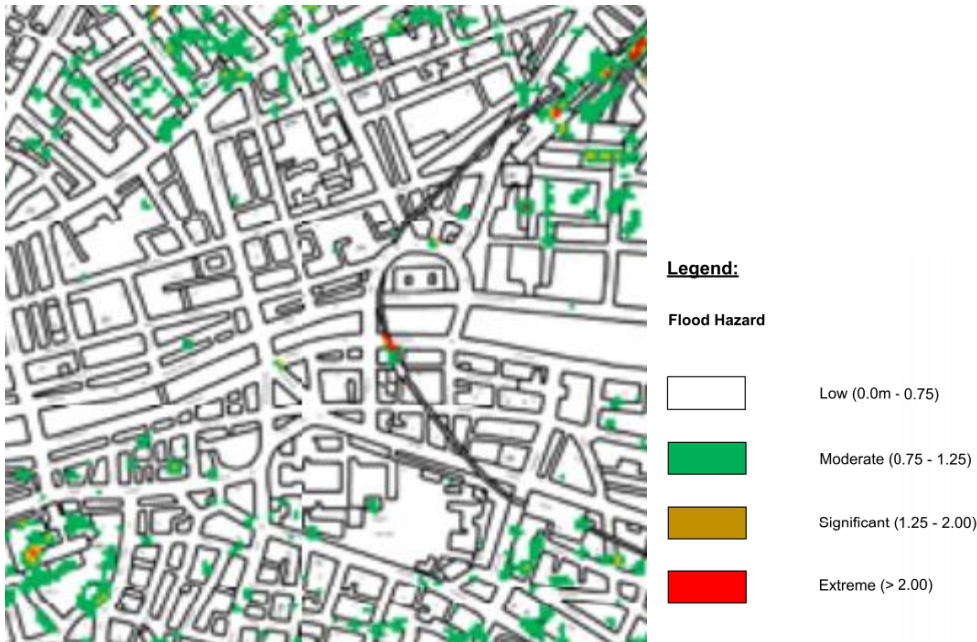 Legend:
Flood Hazard
Low (0.0m - 0.75)
Moderate (0.75 - 1.25)
Significant (1.25 - 2.00)
Extreme (> 2.00)